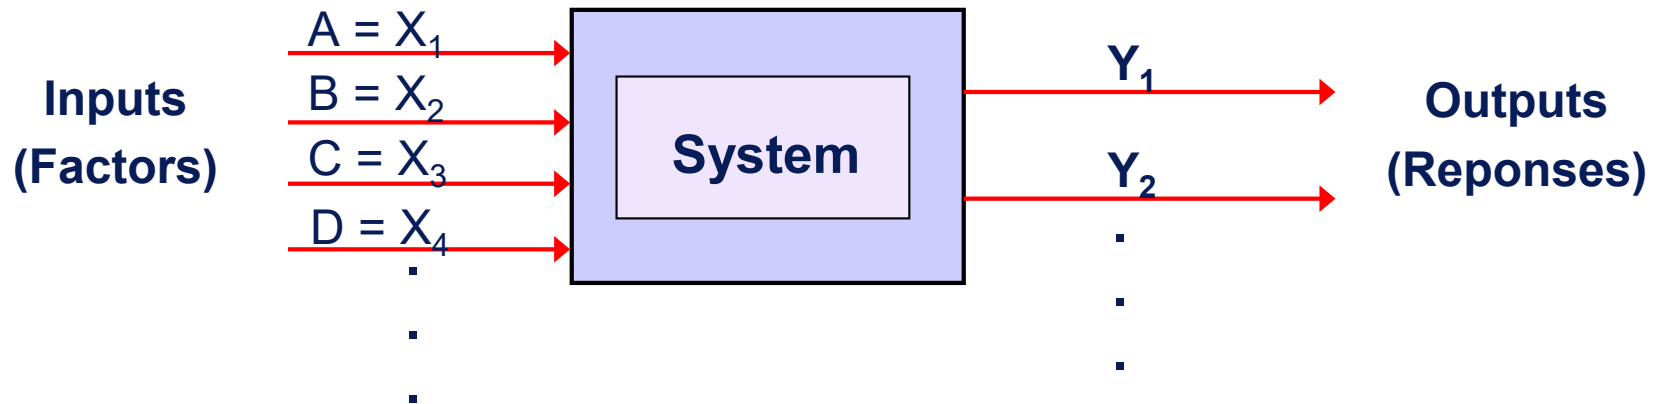 Inputs
(Factors)
A = X₁
B = X₂
C = X₃
D = X₄
.
.
.
System
Y₁
Y₂
.
.
.
Outputs
(Reponses)